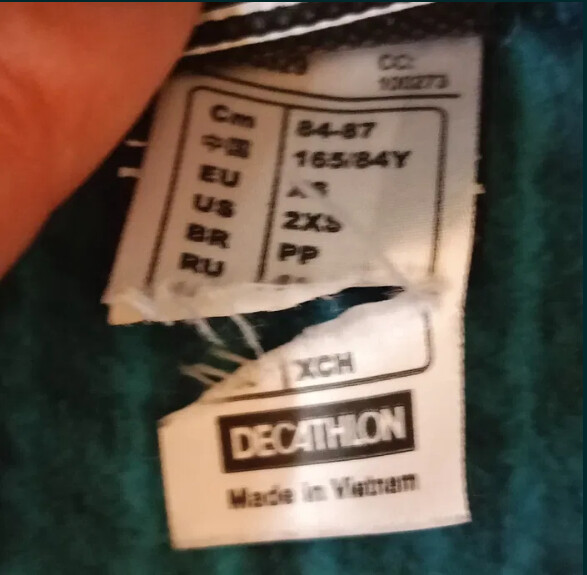 CC:
100273
Cm 84-87
中国 165/84Y
EU
US 2XS
BR PP
RU
XCH
DECATHLON
Made in Vietnam